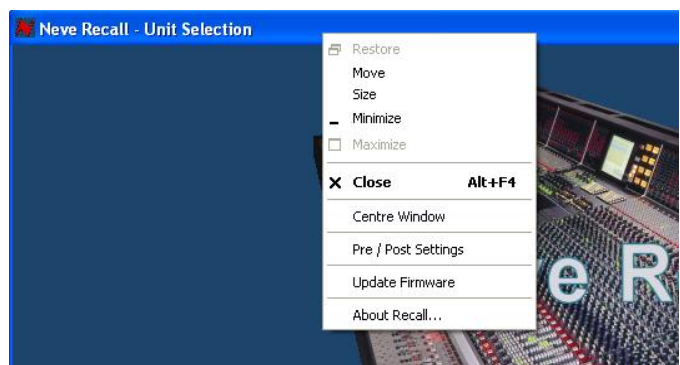 Neve Recall - Unit Selection
Restore
Move
Size
Minimize
Maximize
Close Alt+F4
Centre Window
Pre / Post Settings
Update Firmware
About Recall...
e R